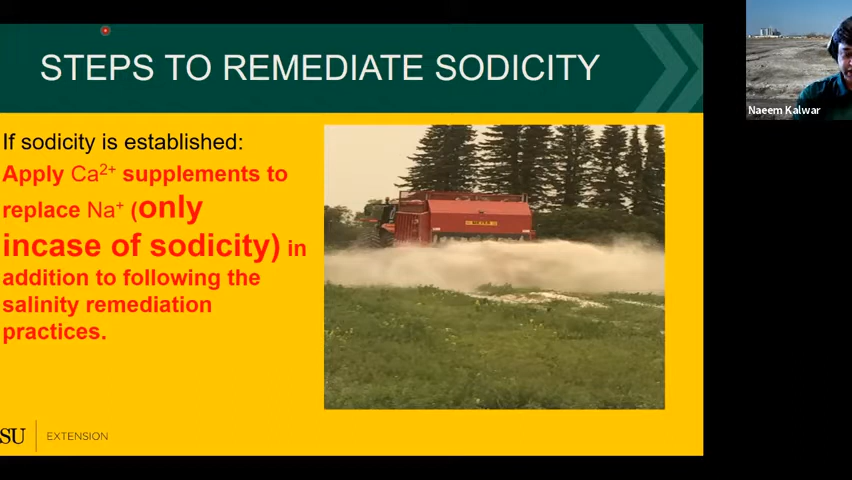 STEPS TO REMEDIATE SODICITY
If sodicity is established:
Apply Ca2+ supplements to
replace Na+ (only
incase of sodicity) in
addition to following the
salinity remediation
practices.
SU EXTENSION
Naeem Kalwar